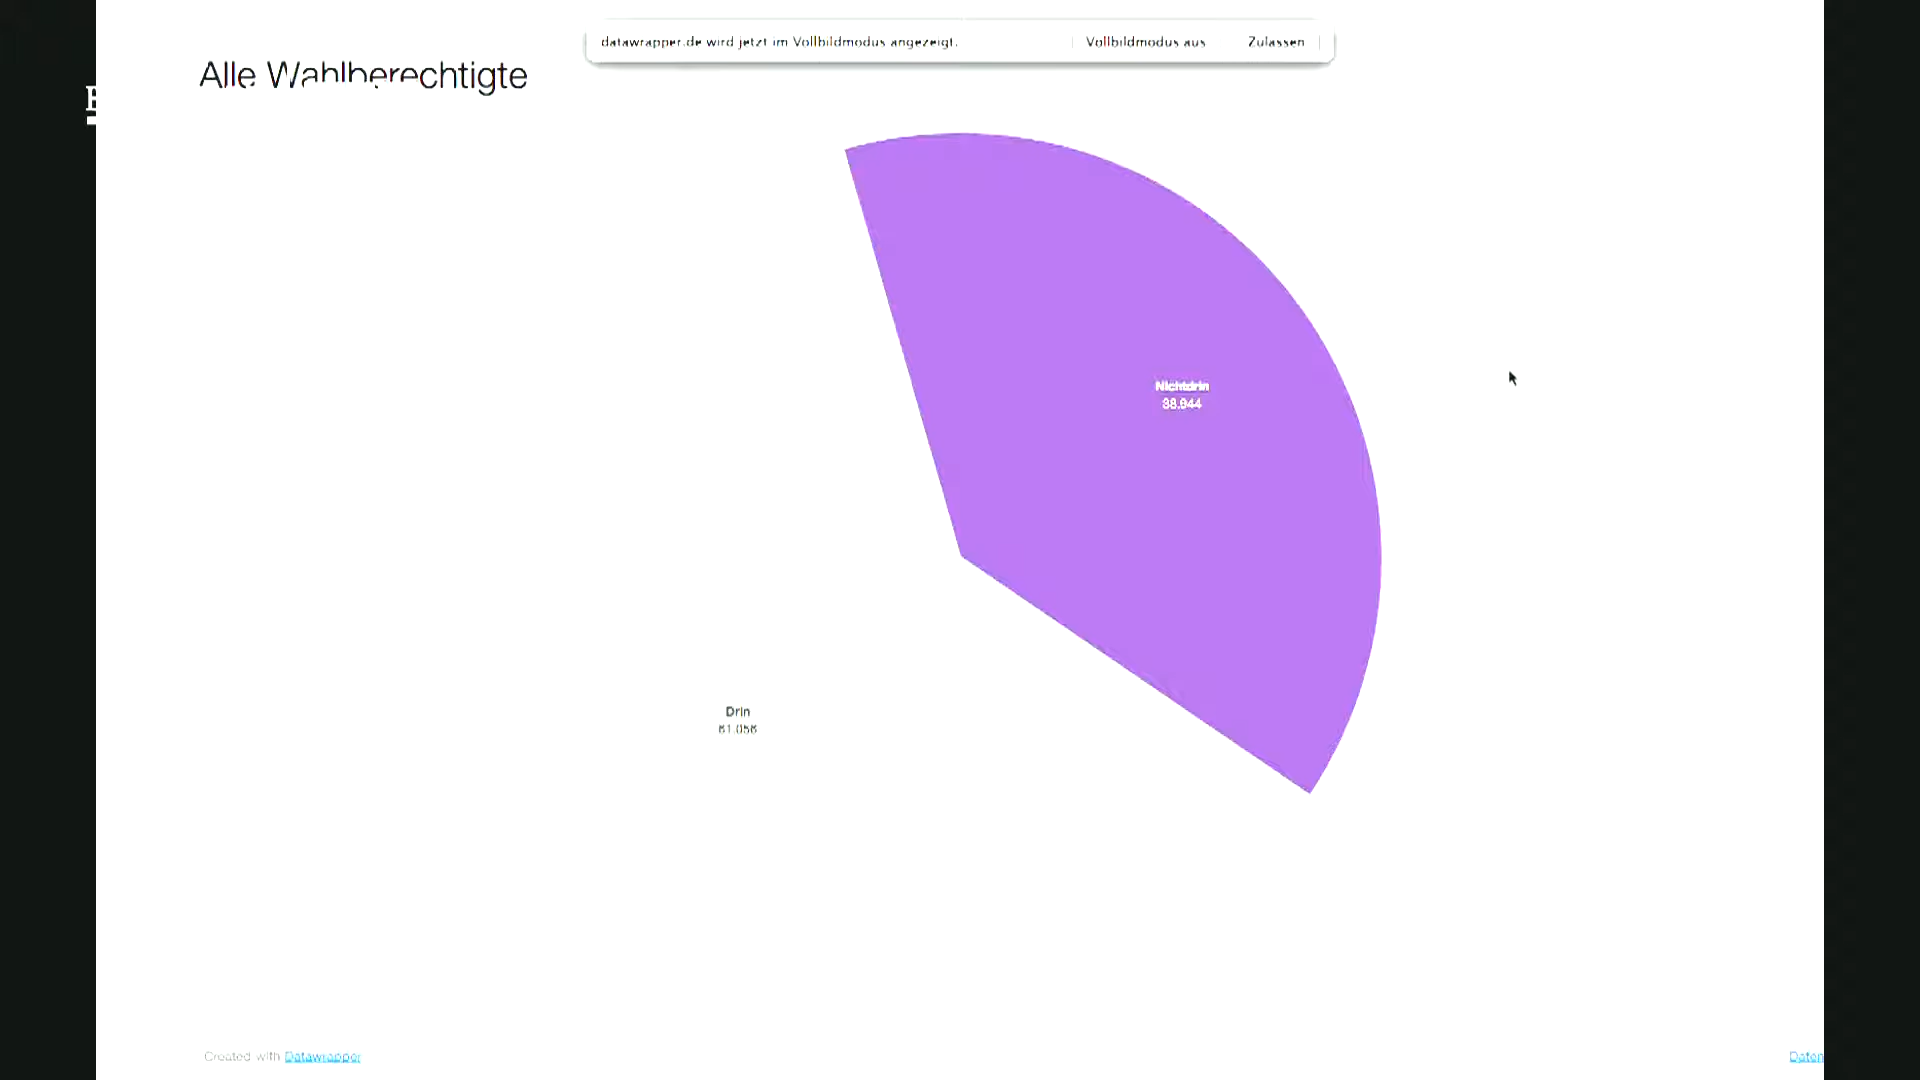 datawrapper.de wird jetzt im Vollbildmodus angezeigt. Vollbildmodus aus Zulassen
Alle Wahlberechtigte
Nichtdrin
38.944
Drin
61.056
Created with Datawrapper
Daten